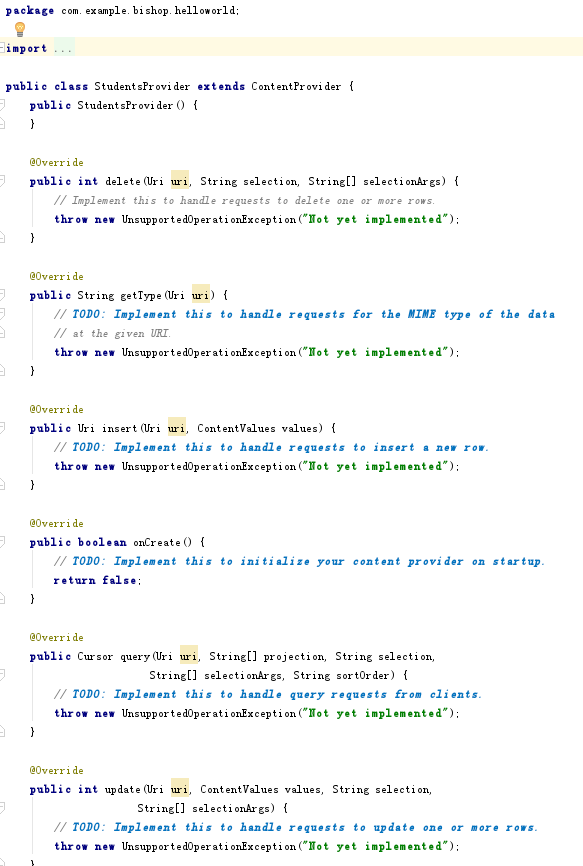 package com.example.bishop.helloworld;
import ...
public class StudentsProvider extends ContentProvider {
public StudentsProvider() {
}
@Override
public int delete(Uri uri, String selection, String[] selectionArgs) {
// Implement this to handle requests to delete one or more rows.
throw new UnsupportedOperationException("Not yet implemented");
}
@Override
public String getType(Uri uri) {
// TODO: Implement this to handle requests for the MIME type of the data
// at the given URI.
throw new UnsupportedOperationException("Not yet implemented");
}
@Override
public Uri insert(Uri uri, ContentValues values) {
// TODO: Implement this to handle requests to insert a new row.
throw new UnsupportedOperationException("Not yet implemented");
}
@Override
public boolean onCreate() {
// TODO: Implement this to initialize your content provider on startup.
return false;
}
@Override
public Cursor query(Uri uri, String[] projection, String selection,
String[] selectionArgs, String sortOrder) {
// TODO: Implement this to handle query requests from clients.
throw new UnsupportedOperationException("Not yet implemented");
}
@Override
public int update(Uri uri, ContentValues values, String selection,
String[] selectionArgs) {
// TODO: Implement this to handle requests to update one or more rows.
throw new UnsupportedOperationException("Not yet implemented");
}